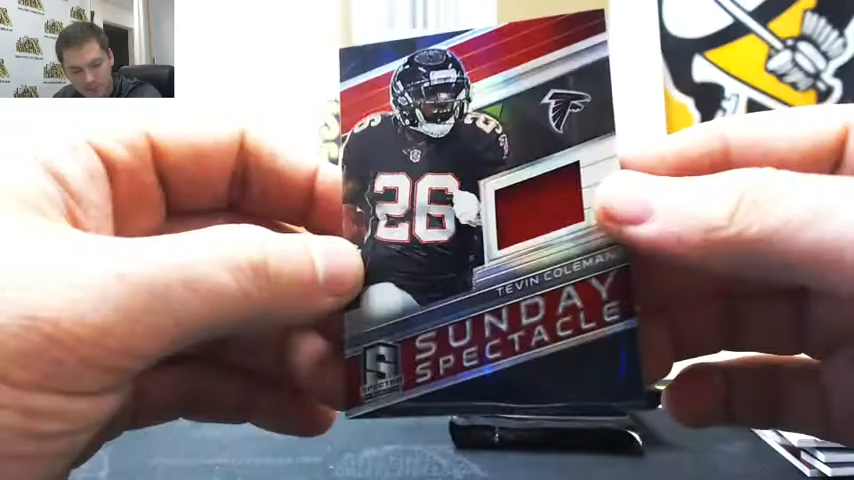 26
TEVIN COLEMAN
SUNDAY
SPECTACLE
S